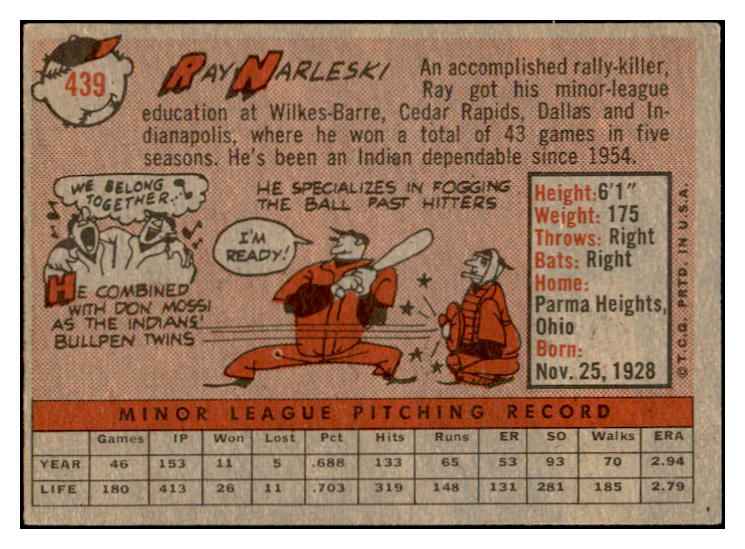 439
RAY NARLESKI
An accomplished rally-killer,
Ray got his minor-league
education at Wilkes-Barre, Cedar Rapids, Dallas and In-
dianapolis, where he won a total of 43 games in five
seasons. He's been an Indian dependable since 1954.
WE BELONG
TOGETHER..
HE COMBINED
WITH DON MOSSI
AS THE INDIANS'
BULLPEN TWINS
HE SPECIALIZES IN FOGGING
THE BALL PAST HITTERS
I'M
READY!
Height: 6'1"
Weight: 175
Throws: Right
Bats: Right
Home:
Parma Heights,
Ohio
Born:
Nov. 25, 1928
©T.C.G. PRTD. IN U.S.A.
MINOR LEAGUE PITCHING RECORD
Games IP Won Lost Pct Hits Runs ER SO Walks ERA
YEAR 46 153 11 5 .688 133 65 53 93 70 2.94
LIFE 180 413 26 11 .703 319 148 131 281 185 2.79